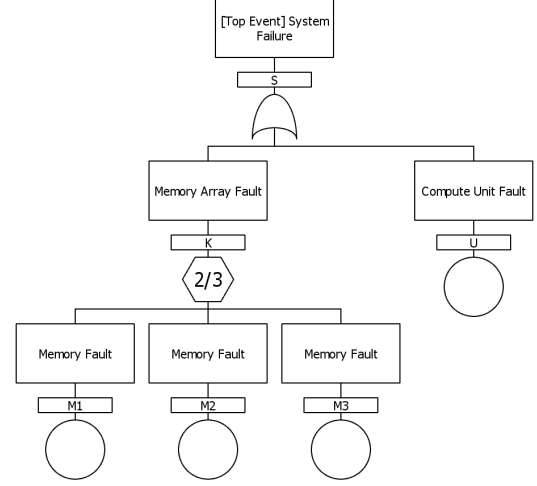 [Top Event] System
Failure
S
Memory Array Fault
Compute Unit Fault
K
U
2/3
Memory Fault
Memory Fault
Memory Fault
M1
M2
M3